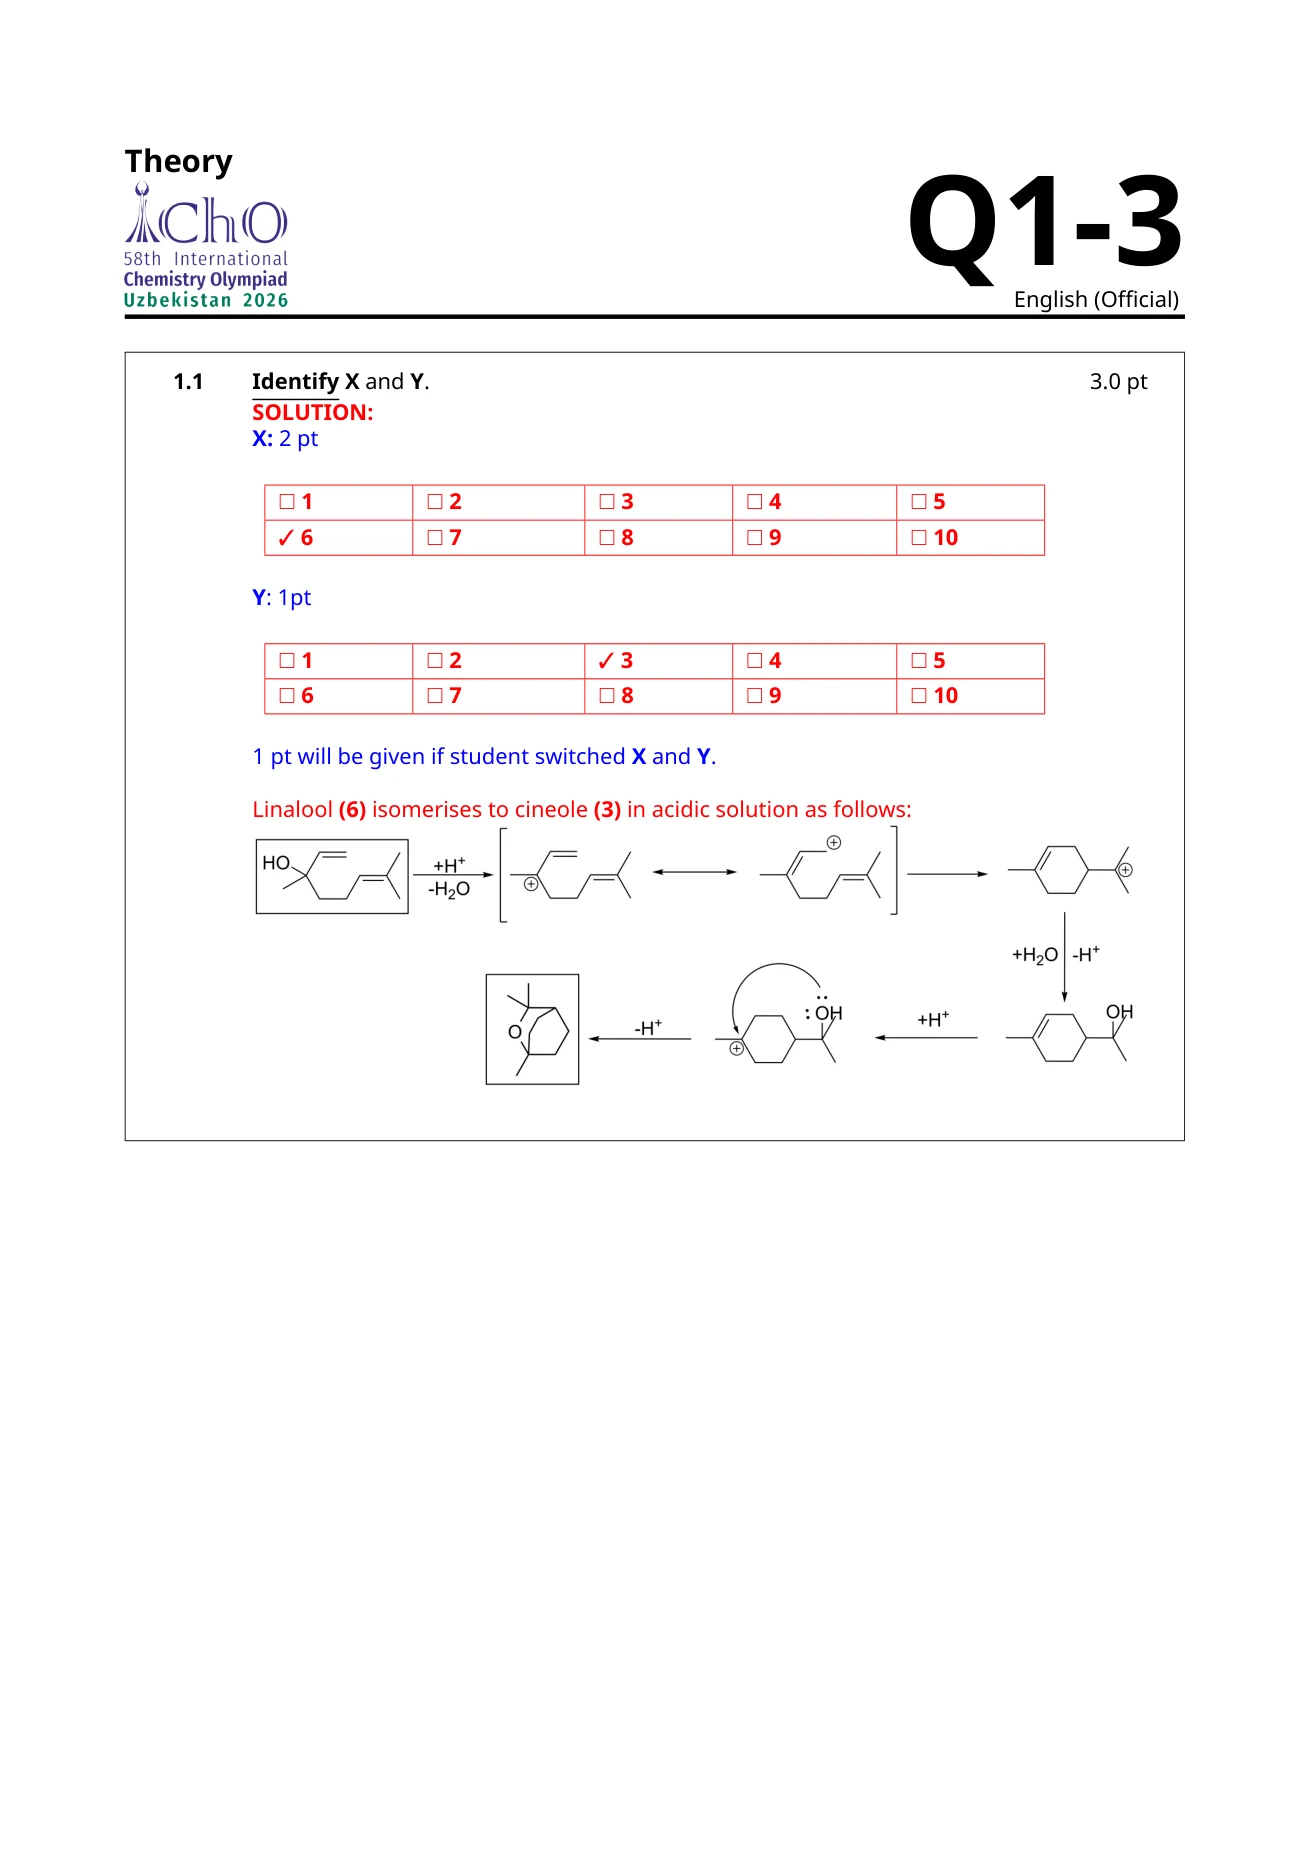 Theory
ichO
58th International
Chemistry Olympiad
Uzbekistan 2026
Q1-3
English (Official)
1.1 Identify X and Y. 3.0 pt
SOLUTION:
X: 2 pt
☐ 1 ☐ 2 ☐ 3 ☐ 4 ☐ 5
✓ 6 ☐ 7 ☐ 8 ☐ 9 ☐ 10
Y: 1pt
☐ 1 ☐ 2 ✓ 3 ☐ 4 ☐ 5
☐ 6 ☐ 7 ☐ 8 ☐ 9 ☐ 10
1 pt will be given if student switched X and Y.
Linalool (6) isomerises to cineole (3) in acidic solution as follows:
HO
+H⁺
-H₂O
⊕
⊕
⊕
+H₂O -H⁺
OH
+H⁺
:OH
⊕
-H⁺
O